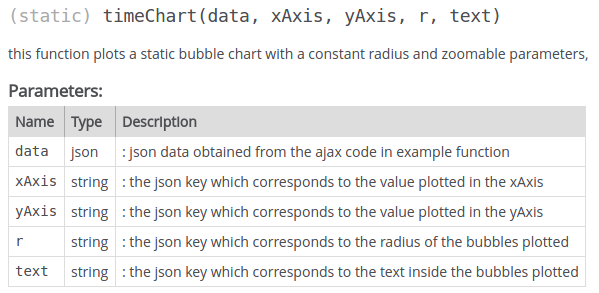 (static) timeChart(data, xAxis, yAxis, r, text)
this function plots a static bubble chart with a constant radius and zoomable parameters,
Parameters:
Name Type Description
data json : json data obtained from the ajax code in example function
xAxis string : the json key which corresponds to the value plotted in the xAxis
yAxis string : the json key which corresponds to the value plotted in the yAxis
r string : the json key which corresponds to the radius of the bubbles plotted
text string : the json key which corresponds to the text inside the bubbles plotted